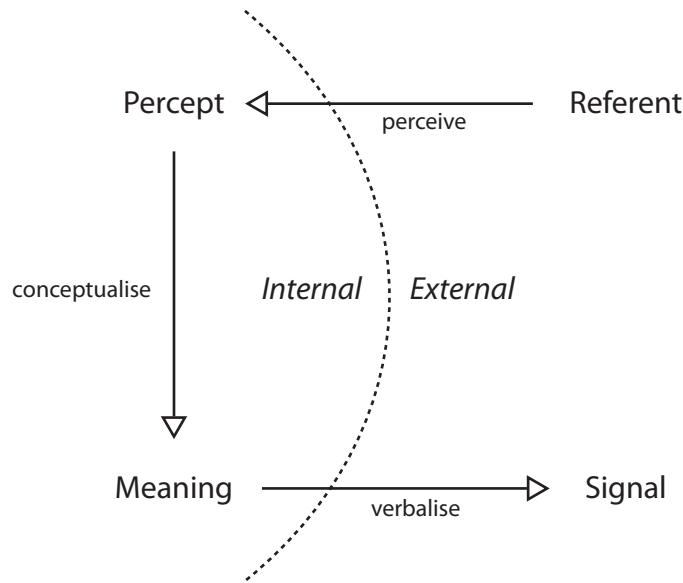 Percept
Referent
perceive
conceptualise
Internal
External
Meaning
Signal
verbalise